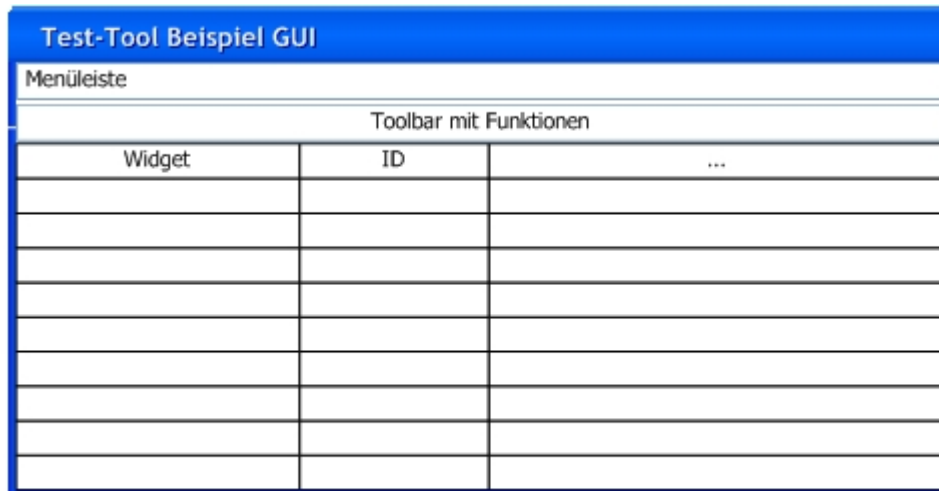 Test-Tool Beispiel GUI
Menüleiste
Toolbar mit Funktionen
Widget ID ...